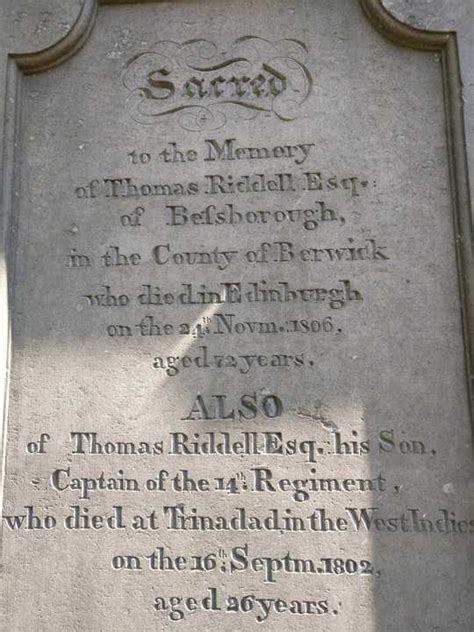 Sacred
to the Memory
of Thomas Riddell Esq.
of Beſsborough,
in the County of Berwick
who died in Edinburgh
on the 24th Novm. 1806,
aged 72 years.
ALSO
of Thomas Riddell Esq. his Son,
Captain of the 14th Regiment,
who died at Trinadad, in the West Indies
on the 16th Septm. 1802,
aged 26 years.